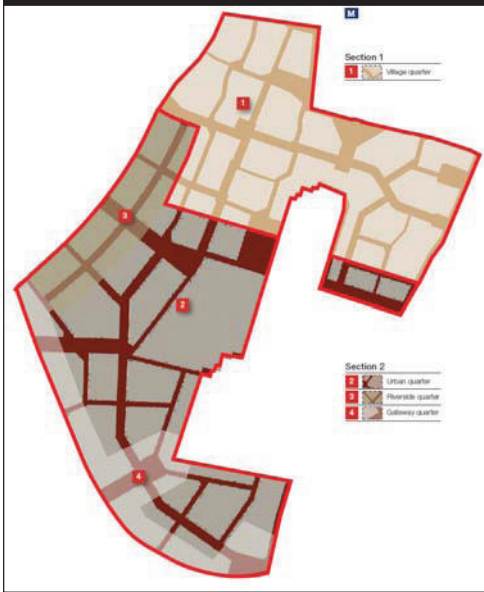 M
Section 1
1 Village quarter
1
3
2
Section 2
2 Urban quarter
3 Riverside quarter
4 Gateway quarter
4